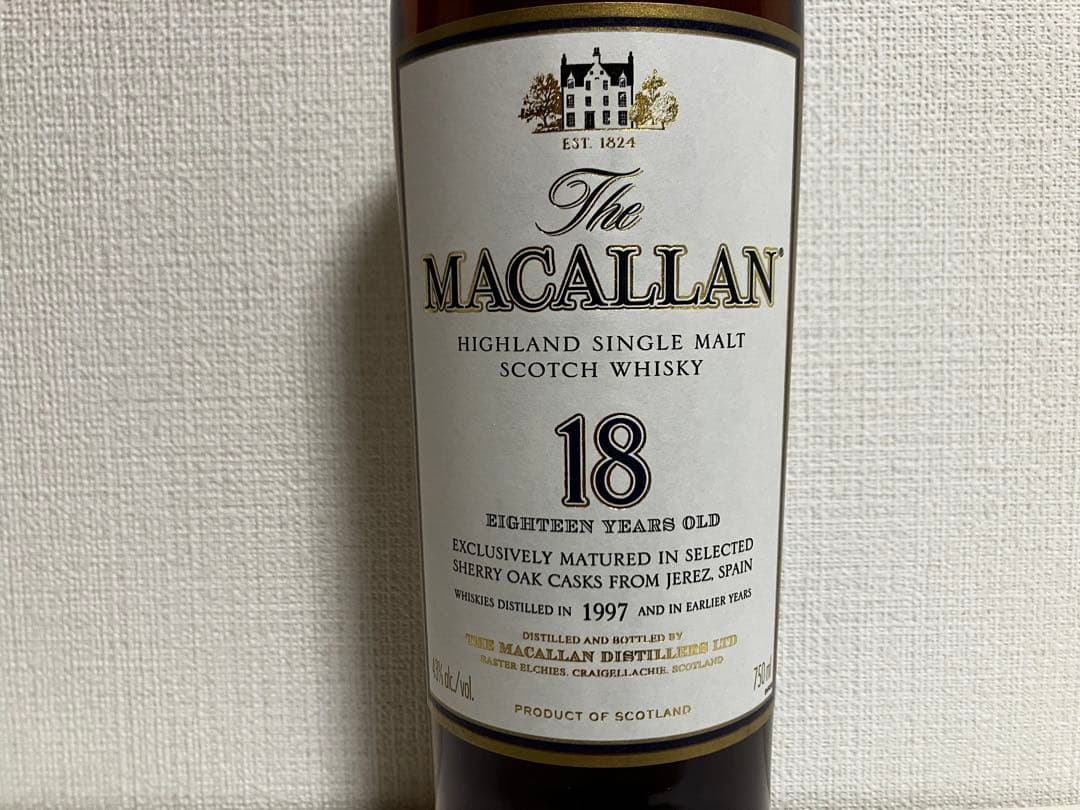 EST. 1824
The
MACALLAN
HIGHLAND SINGLE MALT
SCOTCH WHISKY
18
EIGHTEEN YEARS OLD
EXCLUSIVELY MATURED IN SELECTED
SHERRY OAK CASKS FROM JEREZ, SPAIN
WHISKIES DISTILLED IN 1997 AND IN EARLIER YEARS
DISTILLED AND BOTTLED BY
THE MACALLAN DISTILLERS LTD
EASTER ELCHIES, CRAIGELLACHIE, SCOTLAND
43% alc./vol. 750 ml
PRODUCT OF SCOTLAND